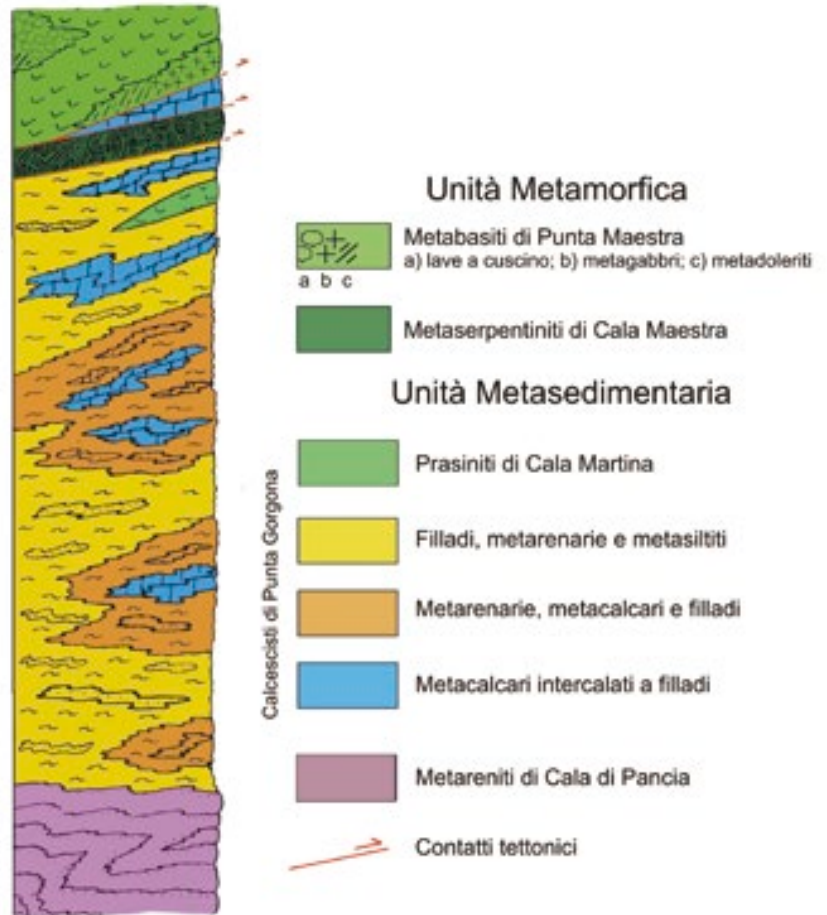 Unità Metamorfica
Metabasiti di Punta Maestra
a) lave a cuscino; b) metagabbri; c) metadoleriti
a b c
Metaserpentiniti di Cala Maestra
Unità Metasedimentaria
Calcescisti di Punta Gorgona
Prasiniti di Cala Martina
Filladi, metarenarie e metasiltiti
Metarenarie, metacalcari e filladi
Metacalcari intercalati a filladi
Metareniti di Cala di Pancia
Contatti tettonici